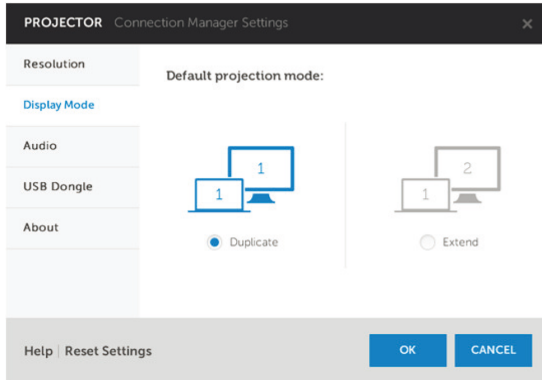 PROJECTOR Connection Manager Settings ×
Resolution
Display Mode
Audio
USB Dongle
About
Default projection mode:
1 1
Duplicate
1 2
Extend
Help | Reset Settings
OK
CANCEL